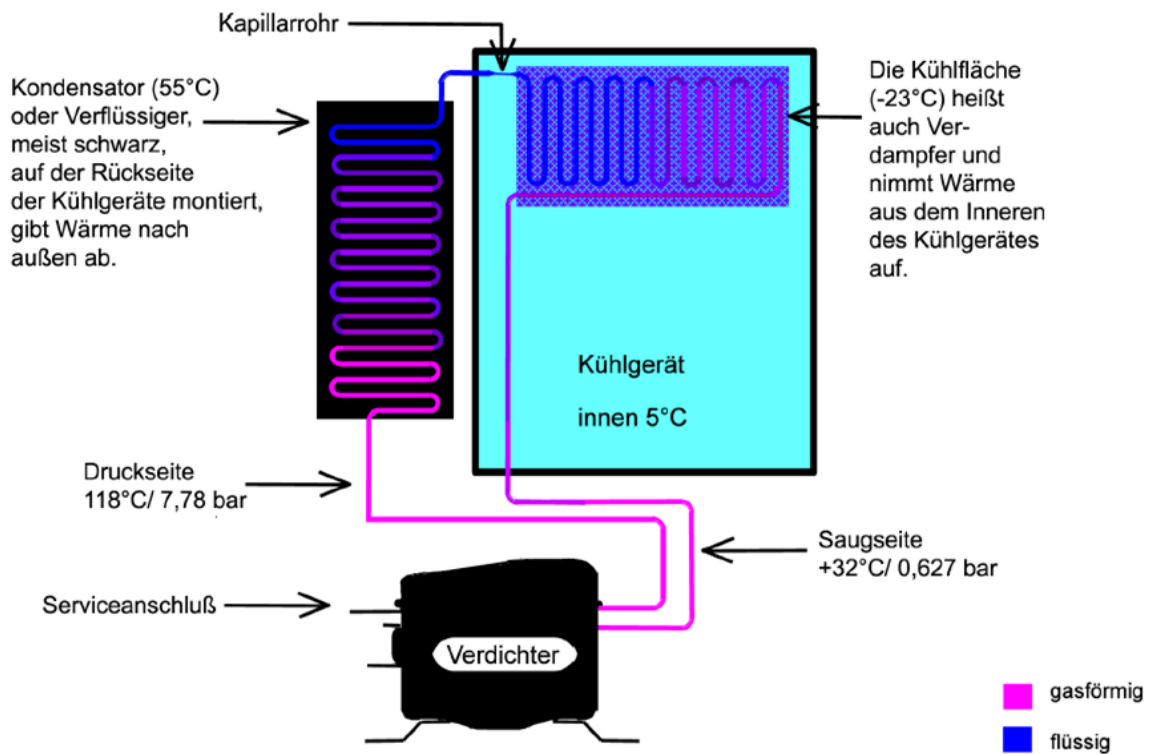 Kapillarrohr
Kondensator (55°C)
oder Verflüssiger,
meist schwarz,
auf der Rückseite
der Kühlgeräte montiert,
gibt Wärme nach
außen ab.
Die Kühlfläche
(-23°C) heißt
auch Ver-
dampfer und
nimmt Wärme
aus dem Inneren
des Kühlgerätes
auf.
Kühlgerät
innen 5°C
Druckseite
118°C/ 7,78 bar
Saugseite
+32°C/ 0,627 bar
Serviceanschluß
Verdichter
gasförmig
flüssig